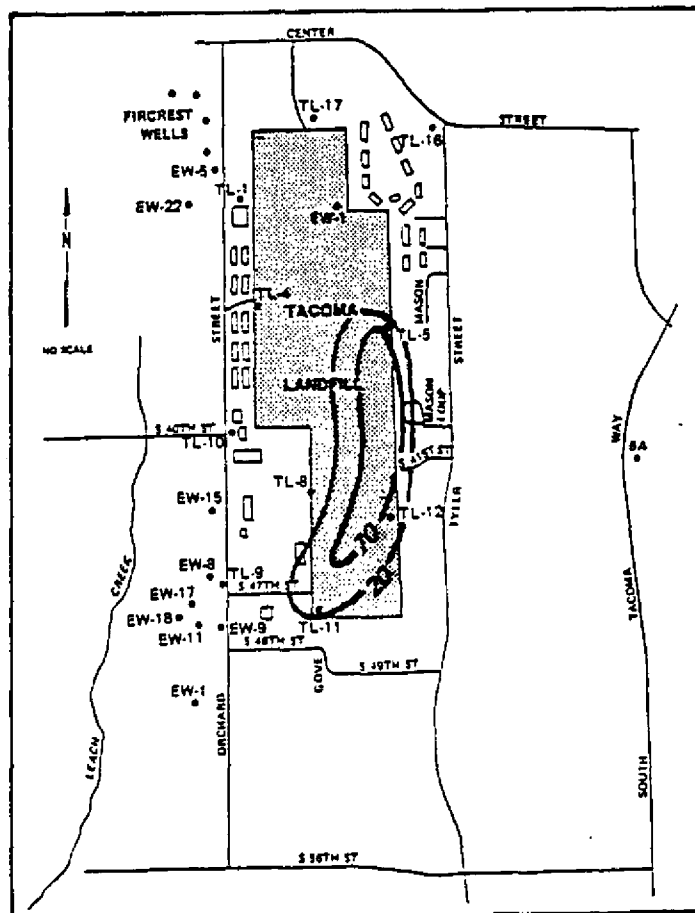 CENTER
STREET
FIRCREST
WELLS
TL-17
TL-16
EW-5
TL-1
EW-22
EW-1
N
NO SCALE
STREET
TL-4
TACOMA
TL-5
MASON
STREET
LANDFILL
MASON
LOOP
S 40TH ST
TL-10
S 41ST ST
WAY
TL-8
TL-12
TYLER
EW-15
10
20
EW-8
TL-9
S 47TH ST
CREEK
EW-17
EW-18
EW-11
EW-9
TL-11
S 48TH ST
TACOMA
GOVE
S 49TH ST
EW-1
ORCHARD
LEACH
SOUTH
S 56TH ST